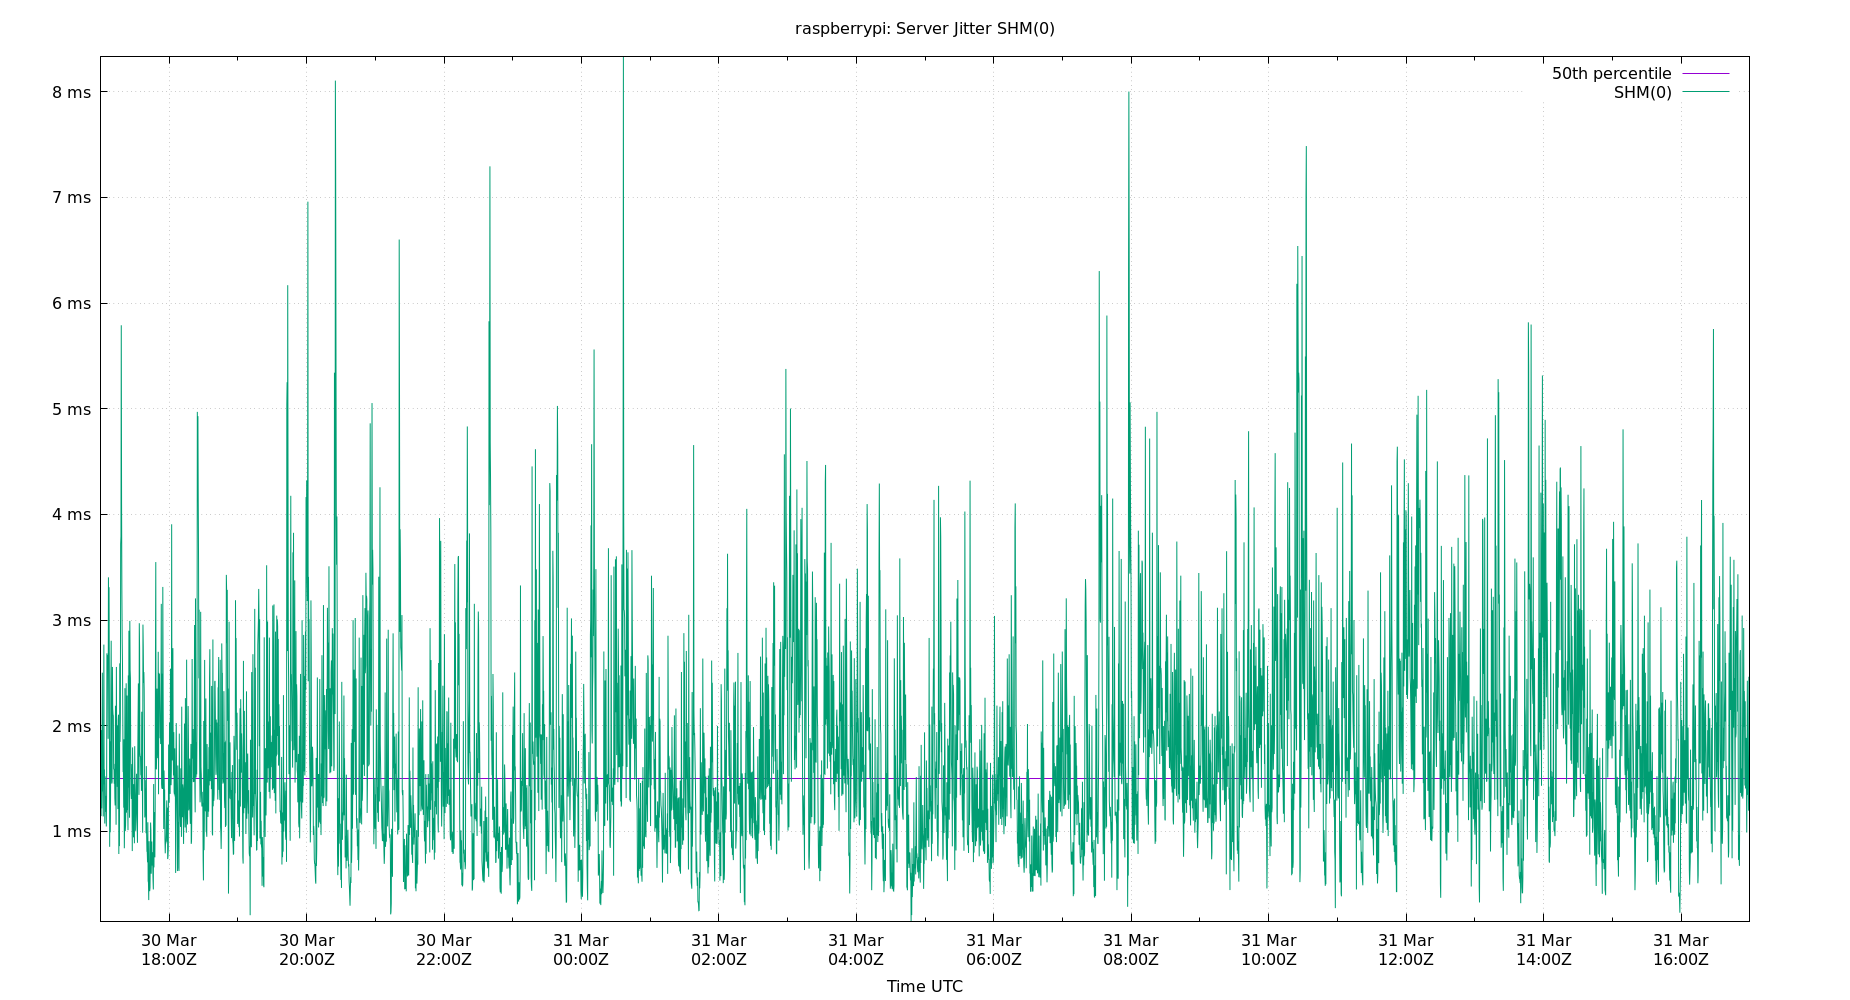 raspberrypi: Server Jitter SHM(0)
50th percentile
SHM(0)
8 ms
7 ms
6 ms
5 ms
4 ms
3 ms
2 ms
1 ms
30 Mar 30 Mar 30 Mar 31 Mar 31 Mar 31 Mar 31 Mar 31 Mar 31 Mar 31 Mar 31 Mar 31 Mar
18:00Z 20:00Z 22:00Z 00:00Z 02:00Z 04:00Z 06:00Z 08:00Z 10:00Z 12:00Z 14:00Z 16:00Z
Time UTC